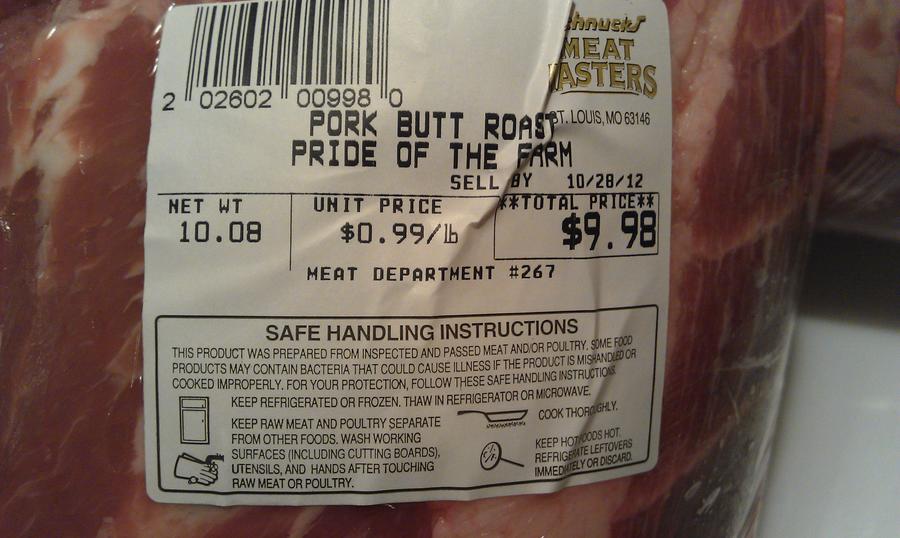 Schnucks
MEAT
MASTERS
2 02602 00998 0
ST. LOUIS, MO 63146
PORK BUTT ROAST
PRIDE OF THE FARM
SELL BY 10/28/12
NET WT
10.08
UNIT PRICE
$0.99/lb
**TOTAL PRICE**
$9.98
MEAT DEPARTMENT #267
SAFE HANDLING INSTRUCTIONS
THIS PRODUCT WAS PREPARED FROM INSPECTED AND PASSED MEAT AND/OR POULTRY. SOME FOOD
PRODUCTS MAY CONTAIN BACTERIA THAT COULD CAUSE ILLNESS IF THE PRODUCT IS MISHANDLED OR
COOKED IMPROPERLY. FOR YOUR PROTECTION, FOLLOW THESE SAFE HANDLING INSTRUCTIONS.
KEEP REFRIGERATED OR FROZEN. THAW IN REFRIGERATOR OR MICROWAVE.
KEEP RAW MEAT AND POULTRY SEPARATE
FROM OTHER FOODS. WASH WORKING
SURFACES (INCLUDING CUTTING BOARDS),
UTENSILS, AND HANDS AFTER TOUCHING
RAW MEAT OR POULTRY.
COOK THOROUGHLY.
KEEP HOT FOODS HOT.
REFRIGERATE LEFTOVERS
IMMEDIATELY OR DISCARD.